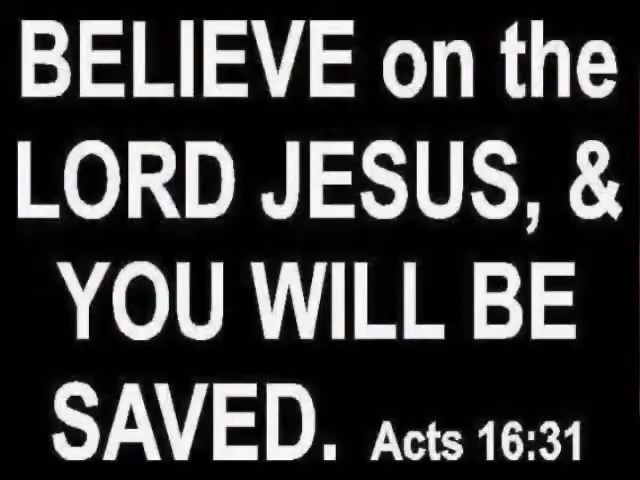 BELIEVE on the
LORD JESUS, &
YOU WILL BE
SAVED. Acts 16:31